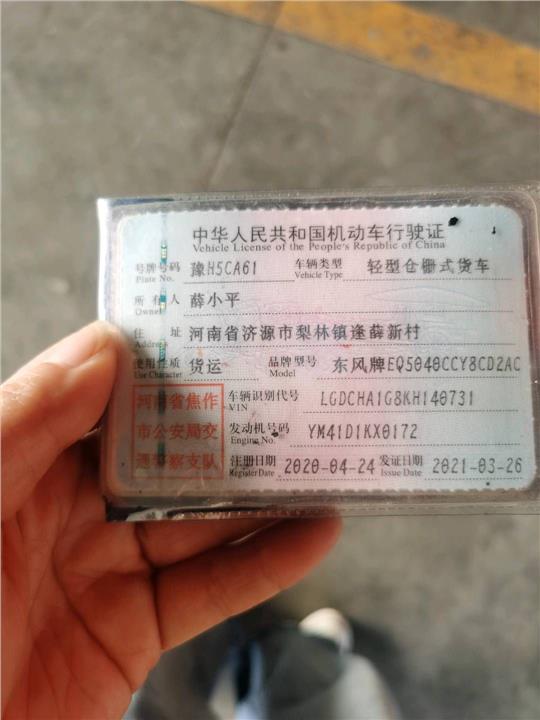 中华人民共和国机动车行驶证
Vehicle License of the People's Republic of China
号牌号码 豫H5CA61 车辆类型 轻型仓栅式货车
Plate No. Vehicle Type
所有人 薛小平
Owner
住址 河南省济源市梨林镇逢薛新村
Address
使用性质 货运 品牌型号 东风牌EQ5040CCY8CD2AC
Use Character Model
河南省焦作
市公安局交
通警察支队
车辆识别代号 LGDCHA1G8KH140731
VIN
发动机号码 YM41D1KX0172
Engine No.
注册日期 2020-04-24 发证日期 2021-03-26
Register Date Issue Date